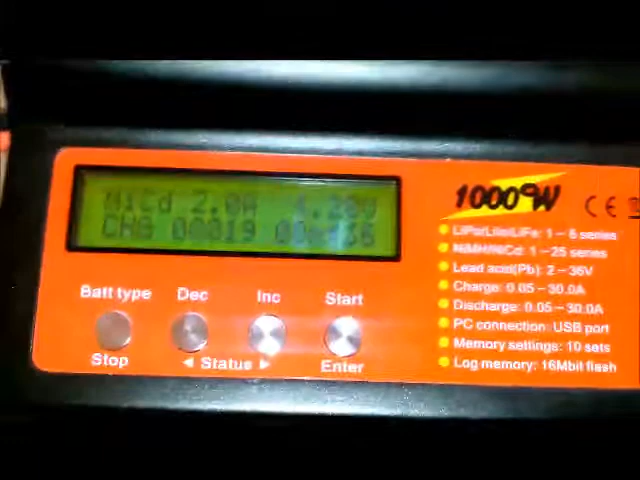 NiCd 2.0A
CHG 00019
1000W
CE
LiPo/LiIo/LiFe: 1~6 series
NiMH/NiCd: 1~25 series
Lead acid(Pb): 2~36V
Charge: 0.05~30.0A
Discharge: 0.05~30.0A
PC connection: USB port
Memory settings: 10 sets
Log memory: 16Mbit flash
Batt type Dec Inc Start
Stop ◄ Status ► Enter